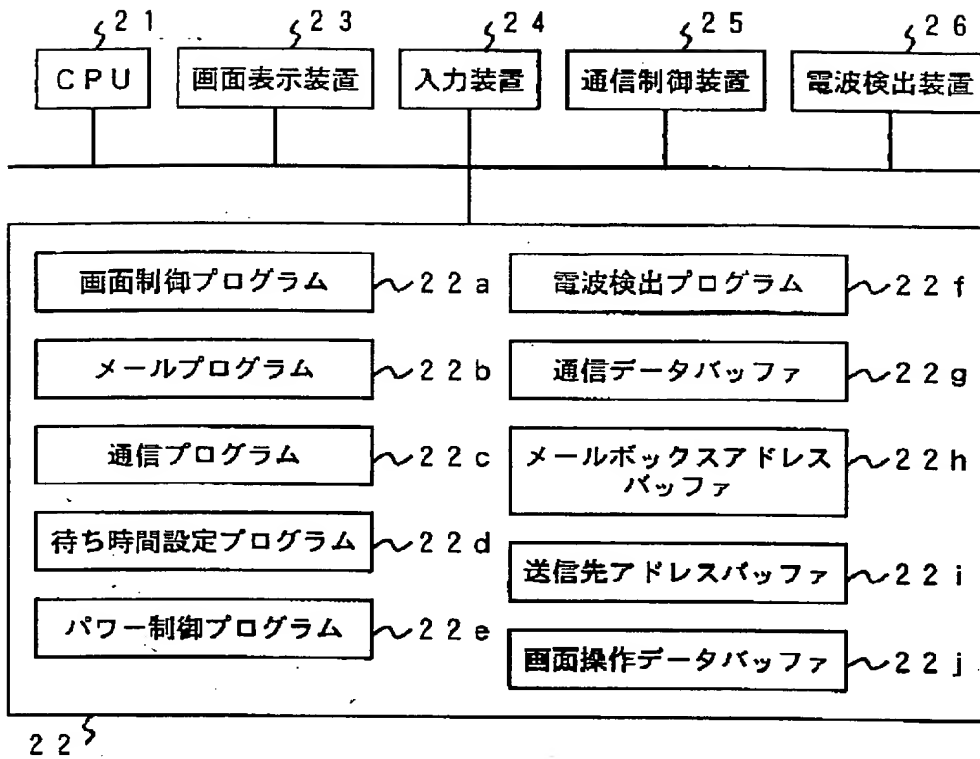 21 23 24 25 26
CPU 画面表示装置 入力装置 通信制御装置 電波検出装置
画面制御プログラム 22a
メールプログラム 22b
通信プログラム 22c
待ち時間設定プログラム 22d
パワー制御プログラム 22e
電波検出プログラム 22f
通信データバッファ 22g
メールボックスアドレス 22h
バッファ
送信先アドレスバッファ 22i
画面操作データバッファ 22j
22